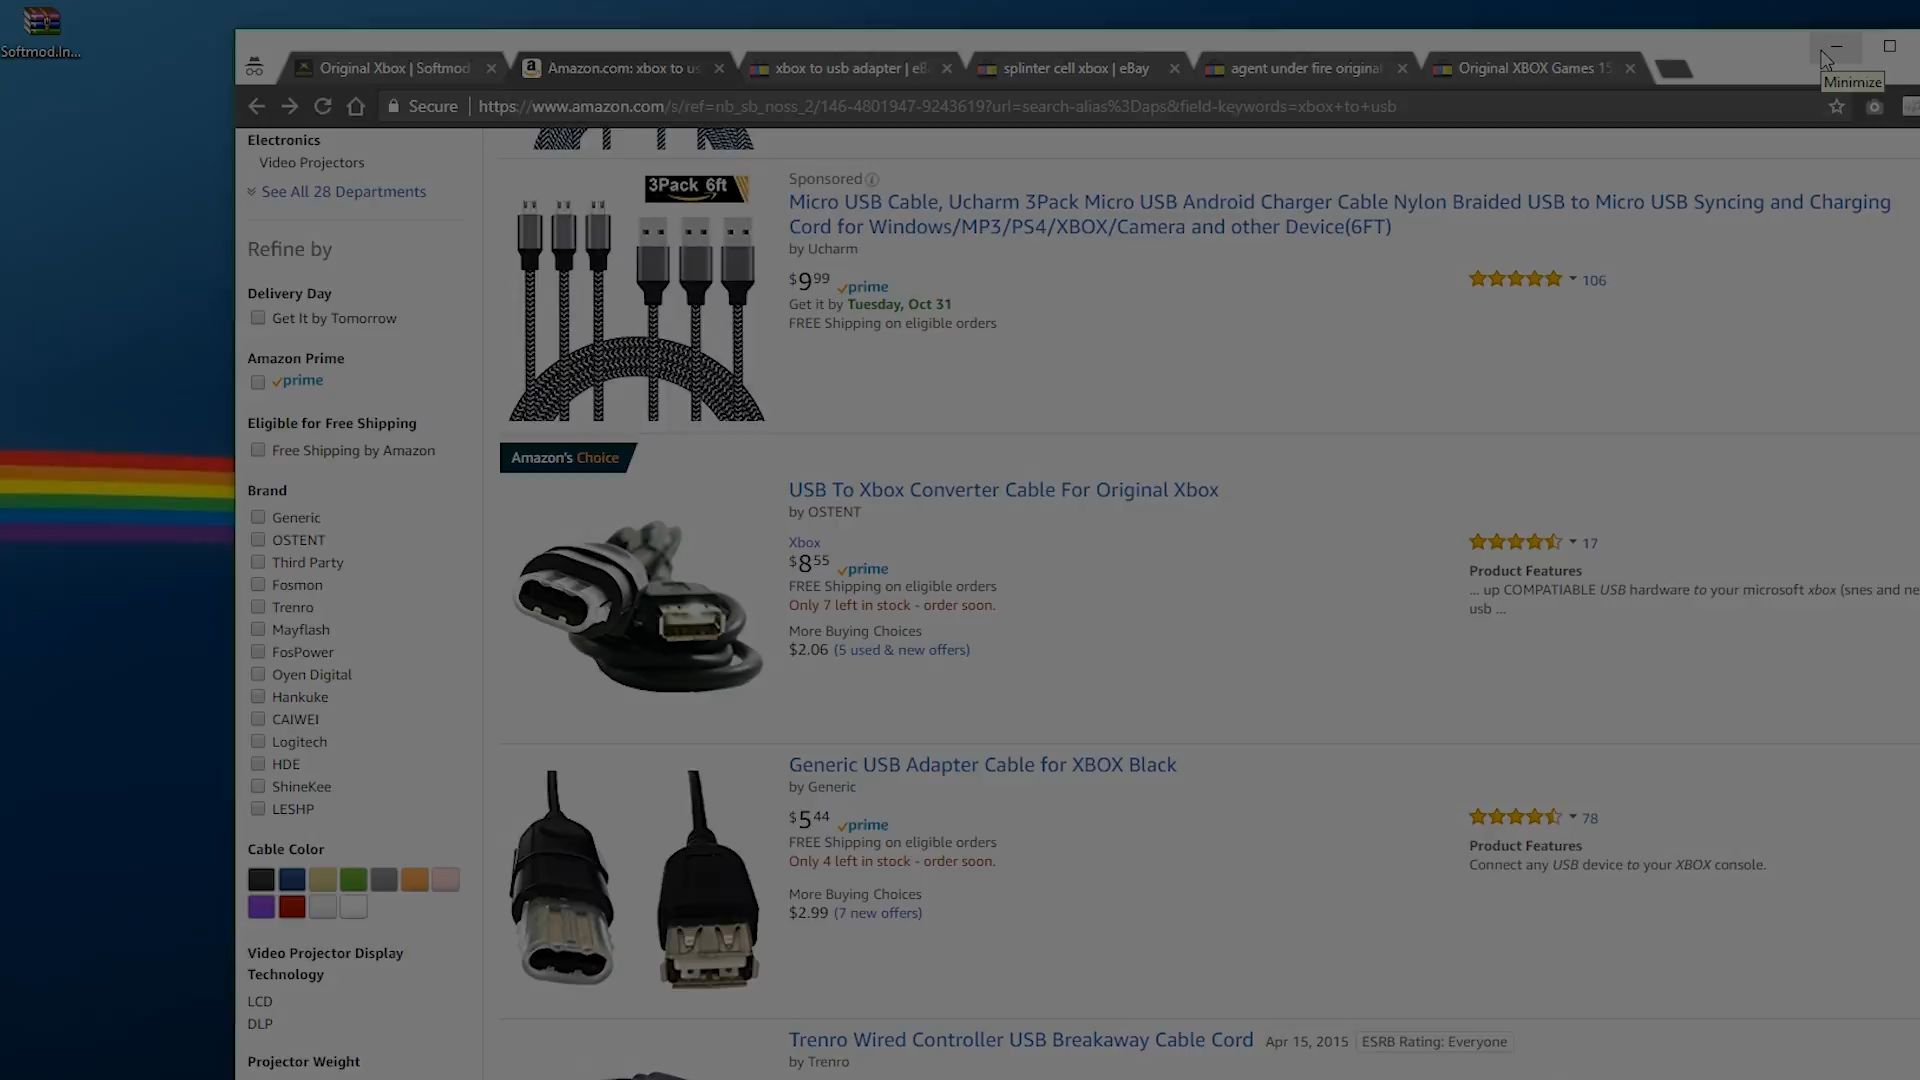 Softmod.In...
Original Xbox | Softmod
Amazon.com: xbox to us
xbox to usb adapter | eB
splinter cell xbox | eBay
agent under fire original
Original XBOX Games 15
Minimize
Secure
https://www.amazon.com/s/ref=nb_sb_noss_2/146-4801947-9243619?url=search-alias%3Daps&field-keywords=xbox+to+usb
Electronics
Video Projectors
See All 28 Departments
Refine by
Delivery Day
Get It by Tomorrow
Amazon Prime
prime
Eligible for Free Shipping
Free Shipping by Amazon
Brand
Generic
OSTENT
Third Party
Fosmon
Trenro
Mayflash
FosPower
Oyen Digital
Hankuke
CAIWEI
Logitech
HDE
ShineKee
LESHP
Cable Color
Video Projector Display
Technology
LCD
DLP
Projector Weight
3Pack 6ft
Sponsored
Micro USB Cable, Ucharm 3Pack Micro USB Android Charger Cable Nylon Braided USB to Micro USB Syncing and Charging
Cord for Windows/MP3/PS4/XBOX/Camera and other Device(6FT)
by Ucharm
$9 99 prime
Get it by Tuesday, Oct 31
FREE Shipping on eligible orders
106
Amazon's Choice
USB To Xbox Converter Cable For Original Xbox
by OSTENT
Xbox
$8 55 prime
FREE Shipping on eligible orders
Only 7 left in stock - order soon.
More Buying Choices
$2.06 (5 used & new offers)
17
Product Features
... up COMPATIABLE USB hardware to your microsoft xbox (snes and ne
usb ...
Generic USB Adapter Cable for XBOX Black
by Generic
$5 44 prime
FREE Shipping on eligible orders
Only 4 left in stock - order soon.
More Buying Choices
$2.99 (7 new offers)
78
Product Features
Connect any USB device to your XBOX console.
Trenro Wired Controller USB Breakaway Cable Cord Apr 15, 2015 ESRB Rating: Everyone
by Trenro